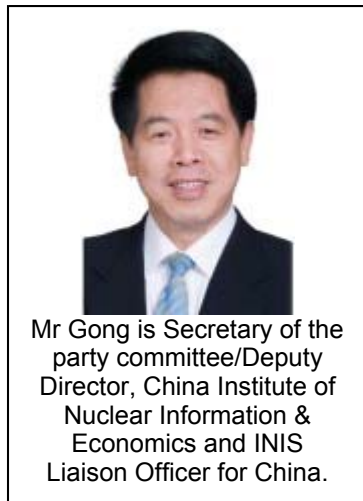 Mr Gong is Secretary of the
party committee/Deputy
Director, China Institute of
Nuclear Information &
Economics and INIS
Liaison Officer for China.